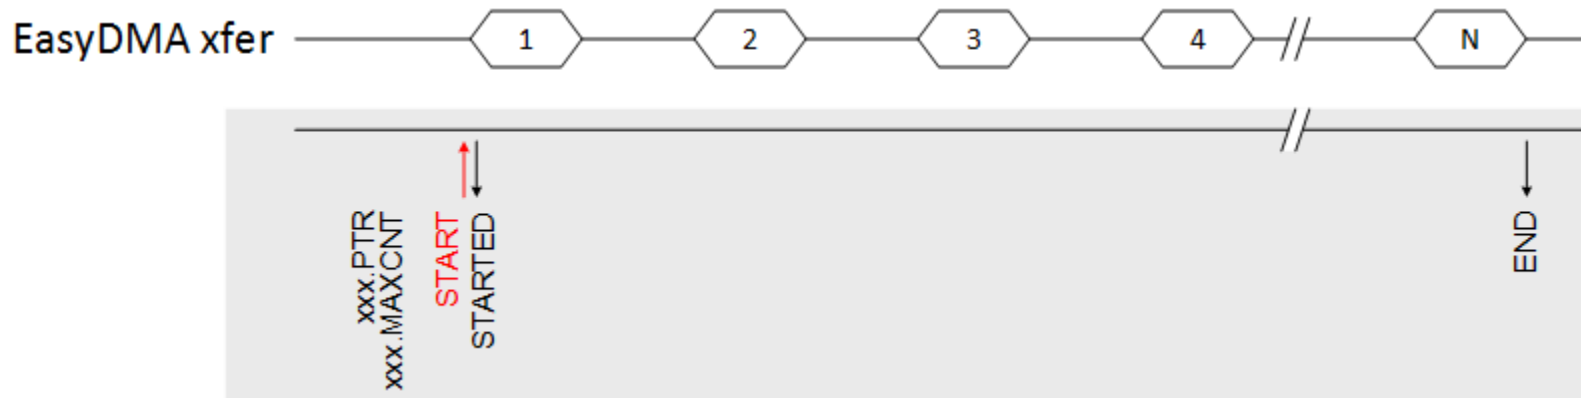 EasyDMA xfer
1
2
3
4
N
xxx.PTR
xxx.MAXCNT
START
STARTED
END